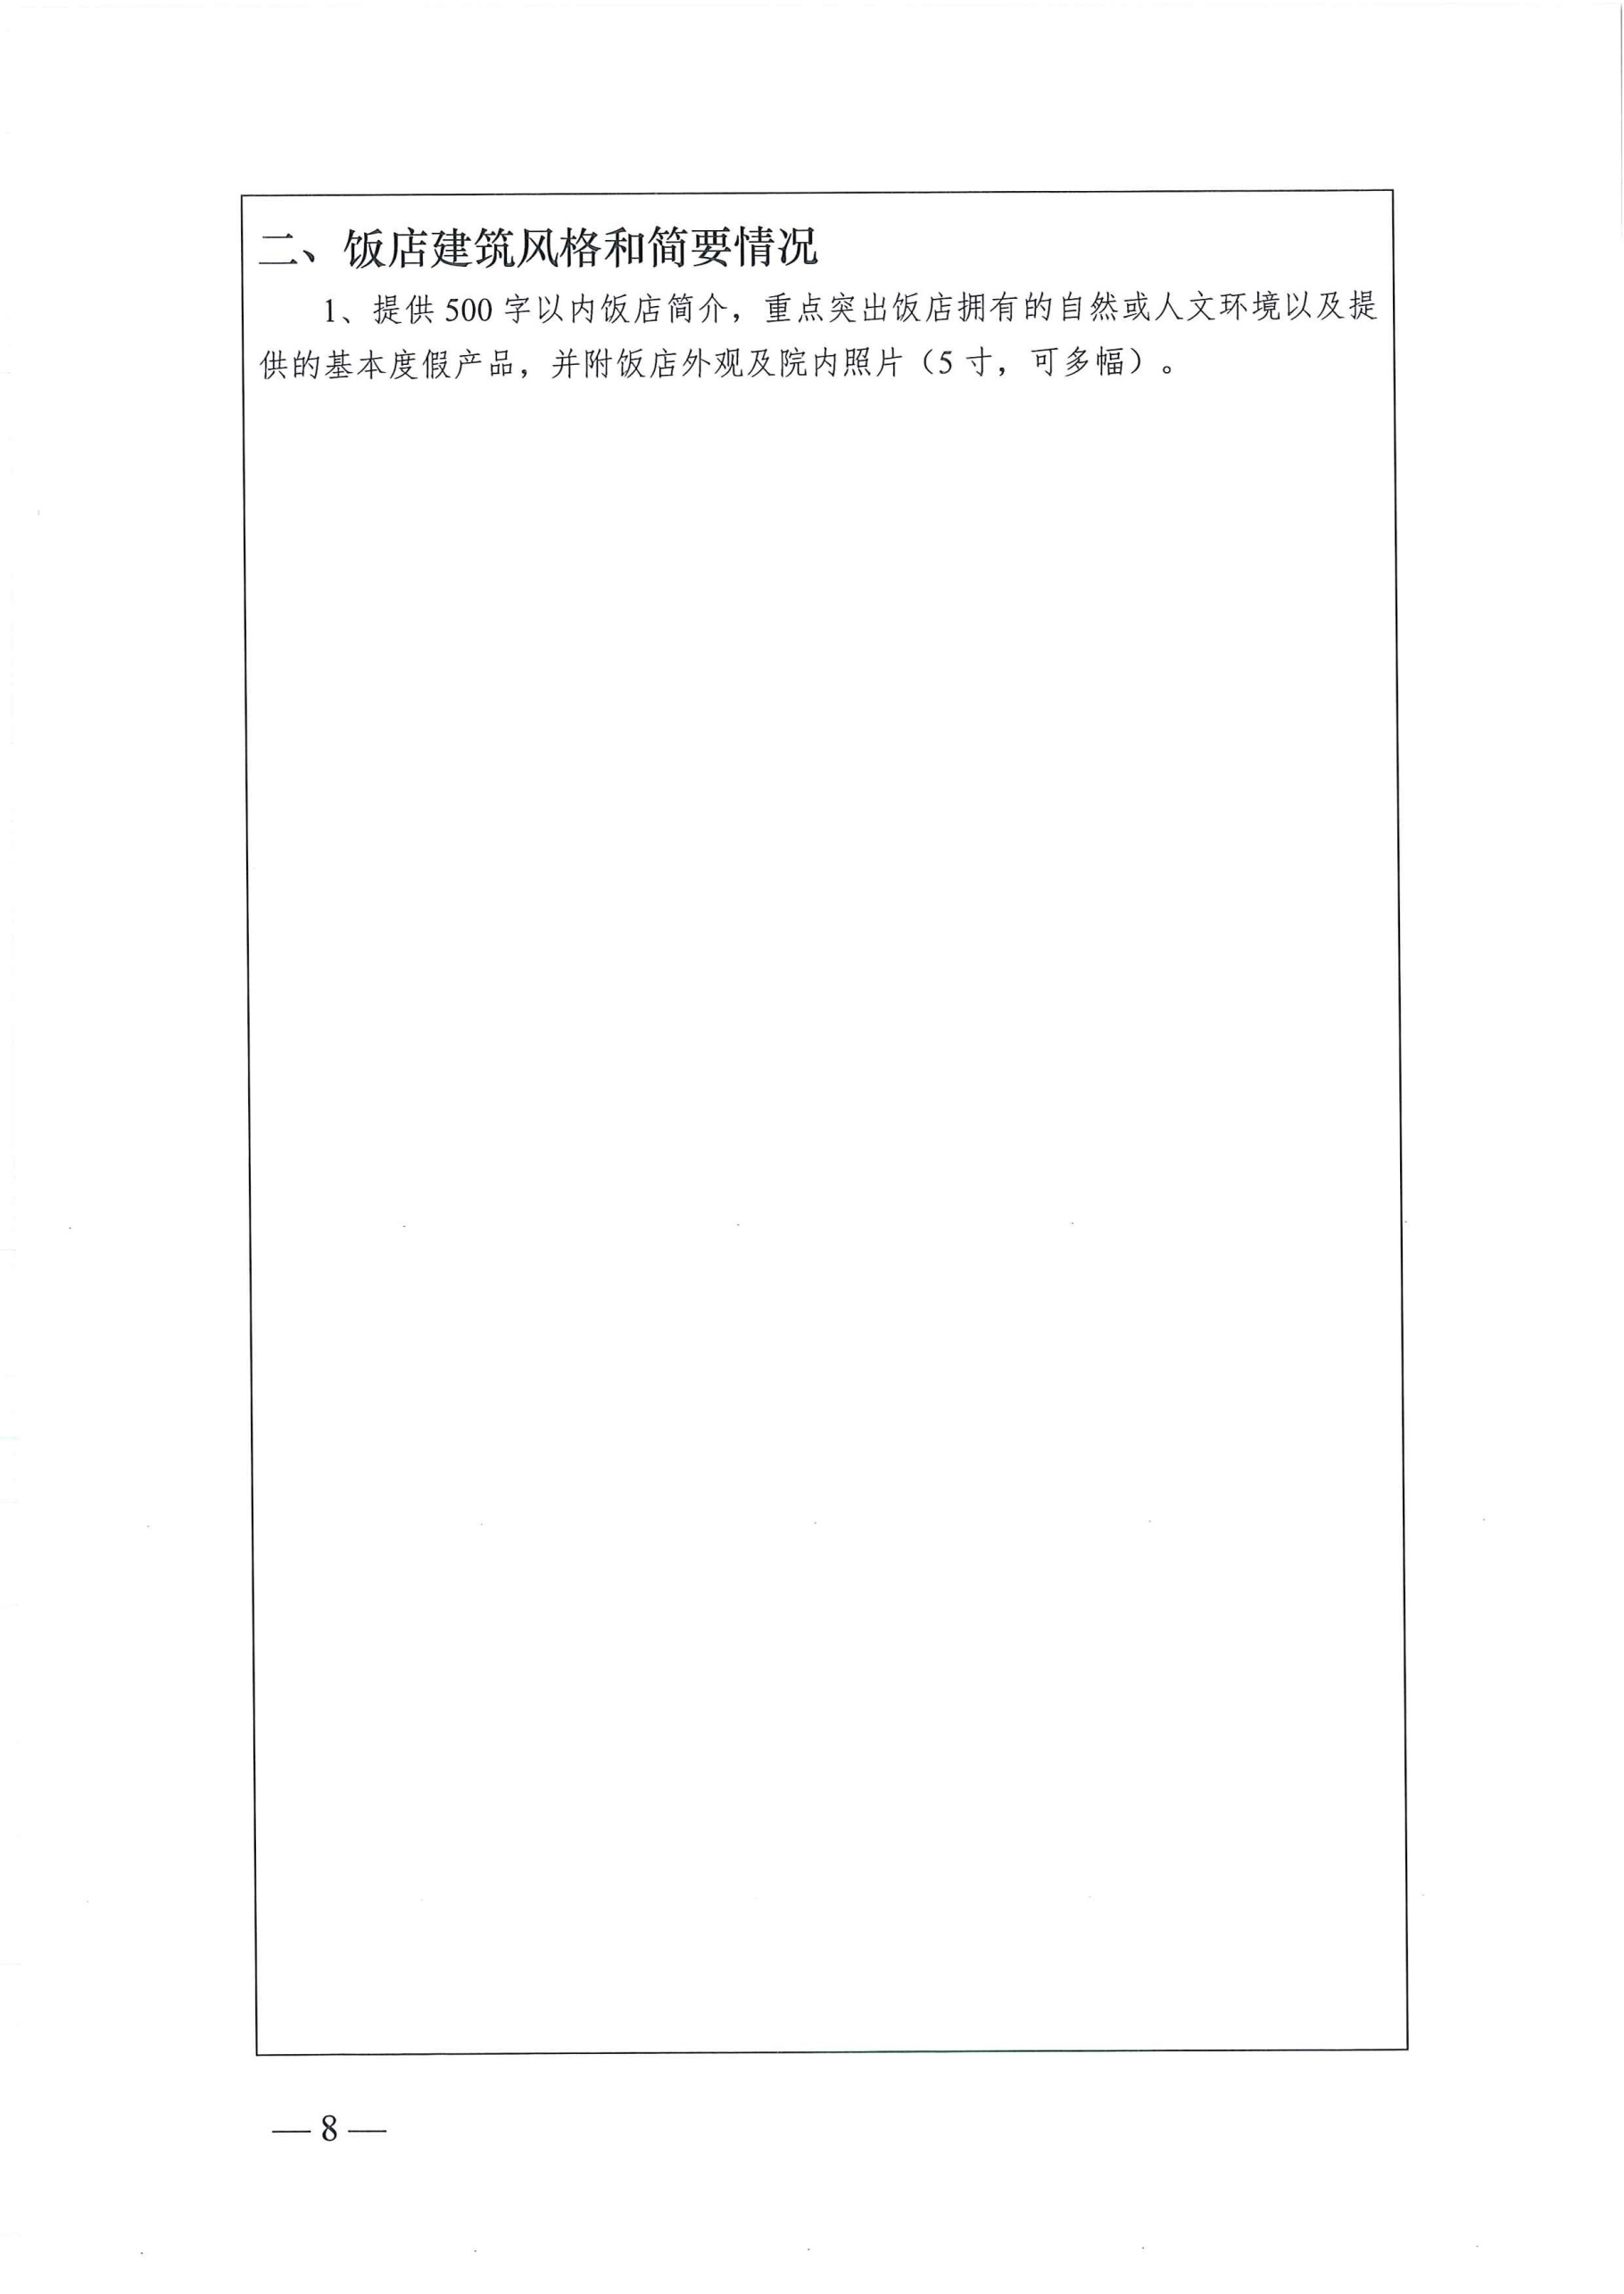 二、饭店建筑风格和简要情况
1、提供 500 字以内饭店简介，重点突出饭店拥有的自然或人文环境以及提
供的基本度假产品，并附饭店外观及院内照片（5 寸，可多幅）。
— 8 —